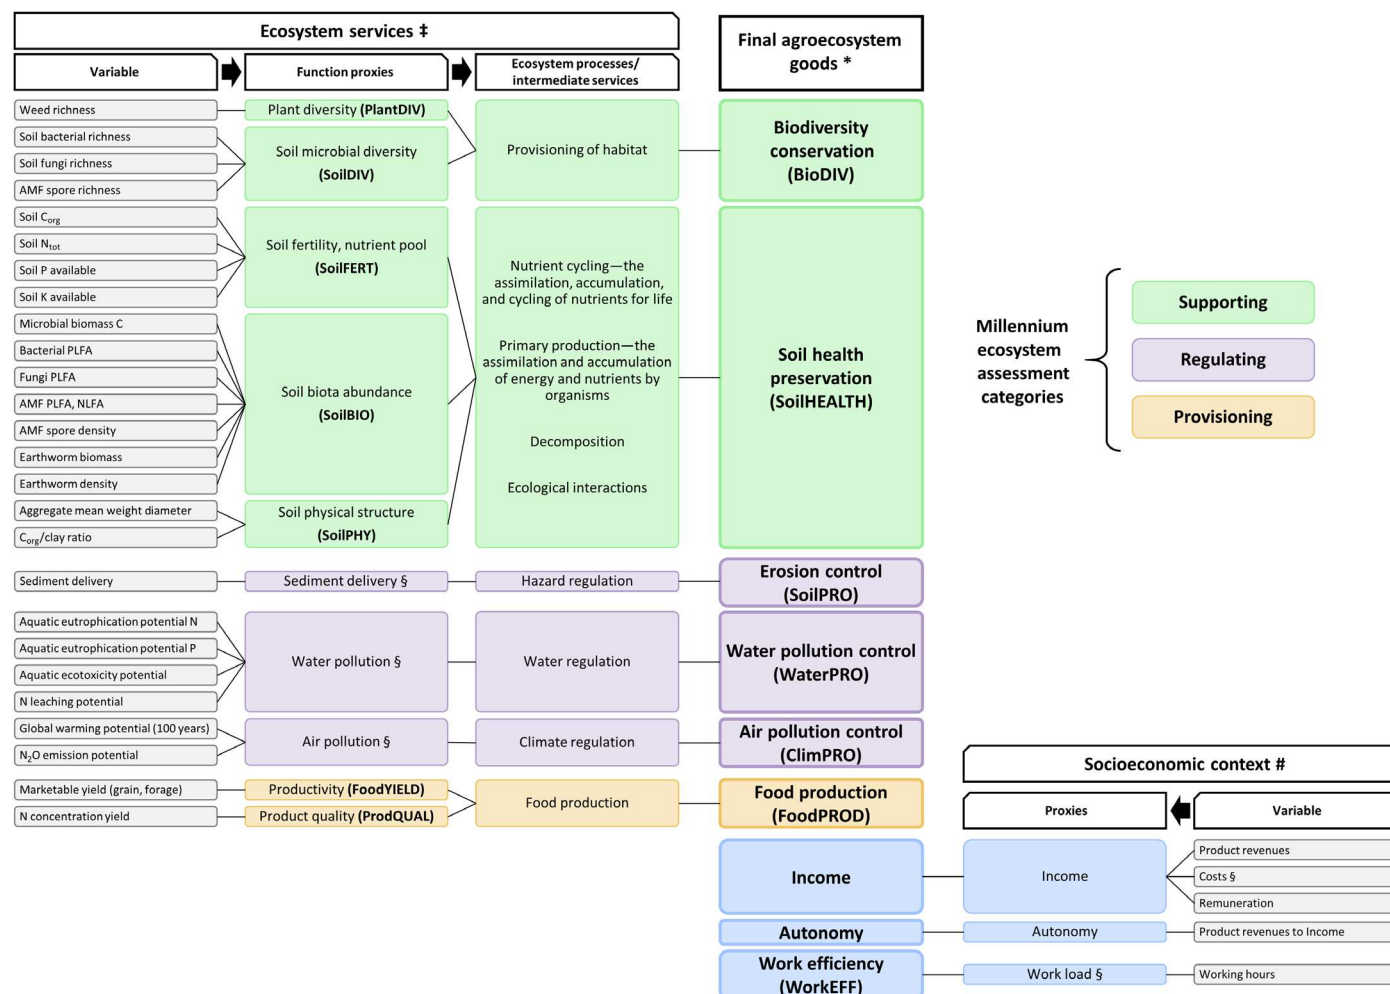 Ecosystem services ‡
Variable
Function proxies
Ecosystem processes/
intermediate services
Final agroecosystem
goods *
Weed richness
Soil bacterial richness
Soil fungi richness
AMF spore richness
Soil Corg
Soil Ntot
Soil P available
Soil K available
Microbial biomass C
Bacterial PLFA
Fungi PLFA
AMF PLFA, NLFA
AMF spore density
Earthworm biomass
Earthworm density
Aggregate mean weight diameter
Corg/clay ratio
Sediment delivery
Aquatic eutrophication potential N
Aquatic eutrophication potential P
Aquatic ecotoxicity potential
N leaching potential
Global warming potential (100 years)
N2O emission potential
Marketable yield (grain, forage)
N concentration yield
Plant diversity (PlantDIV)
Soil microbial diversity
(SoilDIV)
Soil fertility, nutrient pool
(SoilFERT)
Soil biota abundance
(SoilBIO)
Soil physical structure
(SoilPHY)
Sediment delivery §
Water pollution §
Air pollution §
Productivity (FoodYIELD)
Product quality (ProdQUAL)
Provisioning of habitat
Nutrient cycling—the
assimilation, accumulation,
and cycling of nutrients for life
Primary production—the
assimilation and accumulation
of energy and nutrients by
organisms
Decomposition
Ecological interactions
Hazard regulation
Water regulation
Climate regulation
Food production
Biodiversity
conservation
(BioDIV)
Soil health
preservation
(SoilHEALTH)
Erosion control
(SoilPRO)
Water pollution control
(WaterPRO)
Air pollution control
(ClimPRO)
Food production
(FoodPROD)
Income
Autonomy
Work efficiency
(WorkEFF)
Millennium
ecosystem
assessment
categories
Supporting
Regulating
Provisioning
Socioeconomic context #
Proxies
Variable
Income
Autonomy
Work load §
Product revenues
Costs §
Remuneration
Product revenues to Income
Working hours